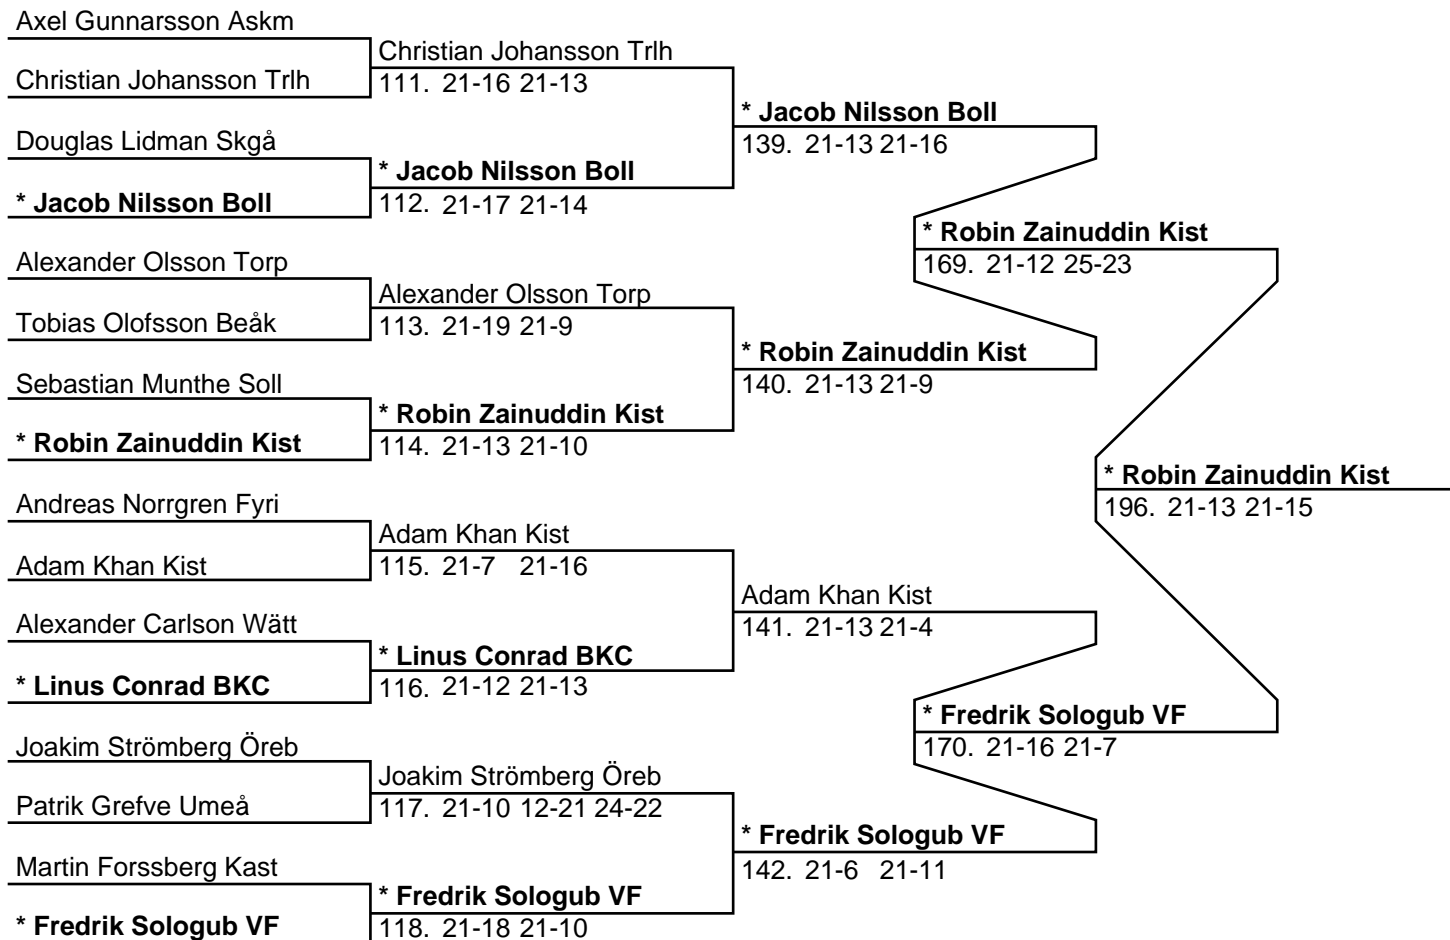 Axel Gunnarsson Askm
Christian Johansson Trlh
Christian Johansson Trlh
111. 21-16 21-13
* Jacob Nilsson Boll
139. 21-13 21-16
Douglas Lidman Skgå
* Jacob Nilsson Boll
* Jacob Nilsson Boll
112. 21-17 21-14
* Robin Zainuddin Kist
169. 21-12 25-23
Alexander Olsson Torp
Alexander Olsson Torp
Tobias Olofsson Beåk
113. 21-19 21-9
* Robin Zainuddin Kist
140. 21-13 21-9
Sebastian Munthe Soll
* Robin Zainuddin Kist
* Robin Zainuddin Kist
114. 21-13 21-10
* Robin Zainuddin Kist
196. 21-13 21-15
Andreas Norrgren Fyri
Adam Khan Kist
Adam Khan Kist
115. 21-7 21-16
Adam Khan Kist
141. 21-13 21-4
Alexander Carlson Wätt
* Linus Conrad BKC
* Linus Conrad BKC
116. 21-12 21-13
* Fredrik Sologub VF
170. 21-16 21-7
Joakim Strömberg Öreb
Joakim Strömberg Öreb
Patrik Grefve Umeå
117. 21-10 12-21 24-22
* Fredrik Sologub VF
142. 21-6 21-11
Martin Forssberg Kast
* Fredrik Sologub VF
* Fredrik Sologub VF
118. 21-18 21-10